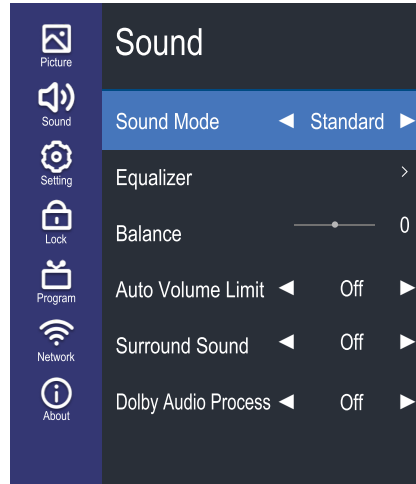 Picture
Sound
Setting
Lock
Program
Network
About
Sound
Sound Mode Standard
Equalizer
Balance 0
Auto Volume Limit Off
Surround Sound Off
Dolby Audio Process Off